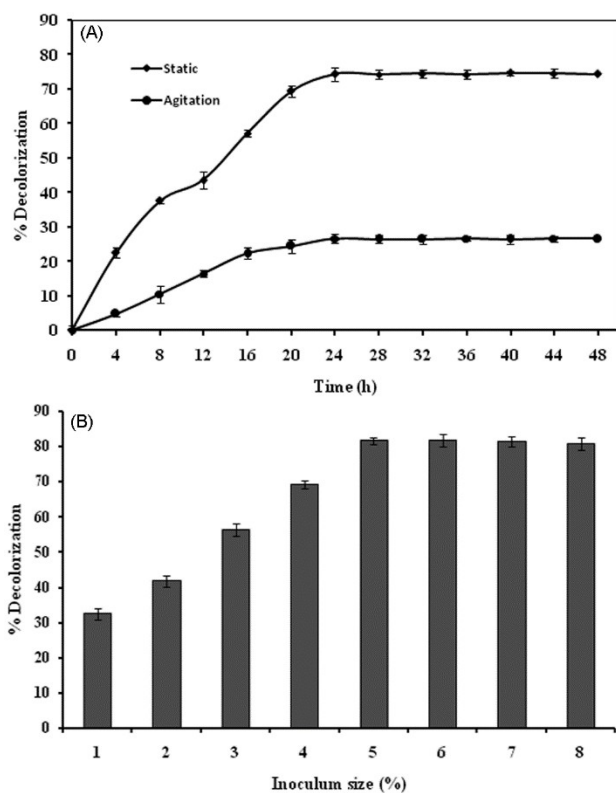 (A)
90
80
70
60
50
40
30
20
10
0
% Decolorization
Static
Agitation
0 4 8 12 16 20 24 28 32 36 40 44 48
Time (h)
(B)
90
80
70
60
50
40
30
20
10
0
% Decolorization
1 2 3 4 5 6 7 8
Inoculum size (%)